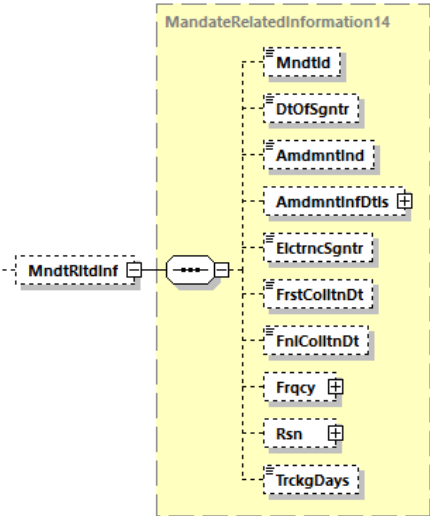 MandateRelatedInformation14
MndtId
DtOfSgntr
AmdmntInd
AmdmntInfDtls
ElctrncSgntr
MndtRltdInf
FrstColltnDt
FnlColltnDt
Frqcy
Rsn
TrckgDays